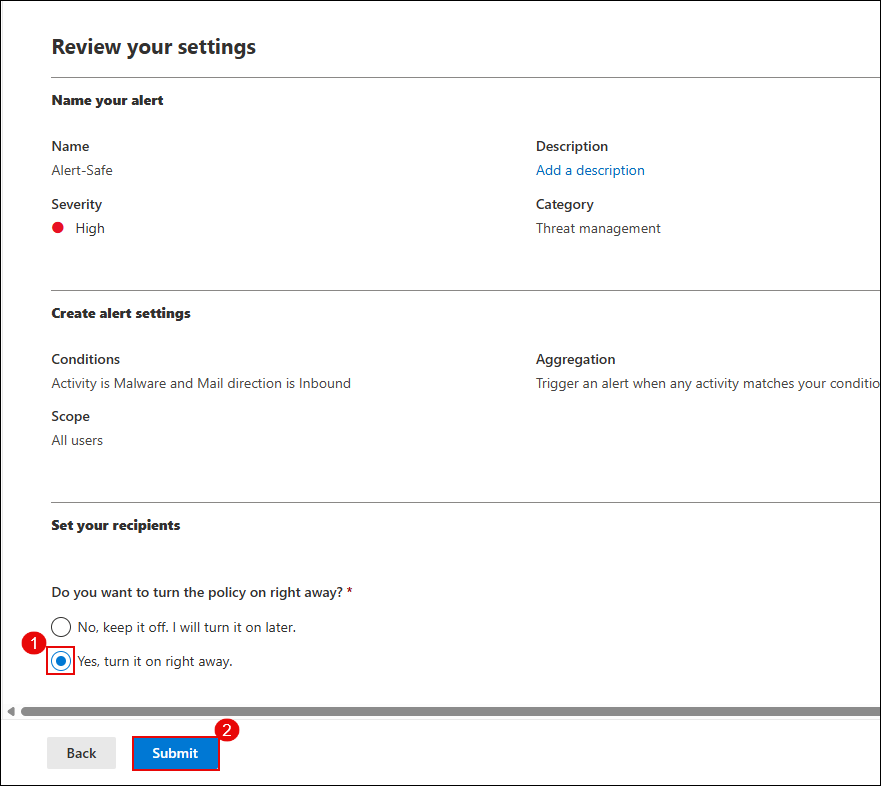 Review your settings
Name your alert
Name
Description
Alert-Safe
Add a description
Severity
Category
High
Threat management
Create alert settings
Conditions
Aggregation
Activity is Malware and Mail direction is Inbound
Trigger an alert when any activity matches your conditio
Scope
All users
Set your recipients
Do you want to turn the policy on right away? *
No, keep it off. I will turn it on later.
1
Yes, turn it on right away.
2
Back
Submit